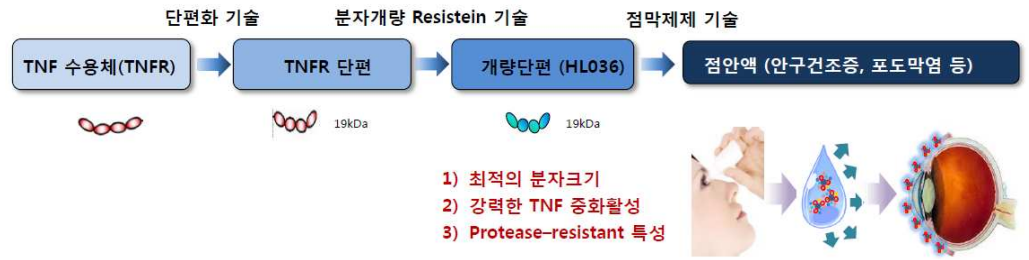 단편화 기술
분자개량 Resistein 기술
점막제제 기술
TNF 수용체(TNFR)
TNFR 단편
개량단편 (HL036)
점안액 (안구건조증, 포도막염 등)
19kDa
19kDa
1) 최적의 분자크기
2) 강력한 TNF 중화활성
3) Protease–resistant 특성